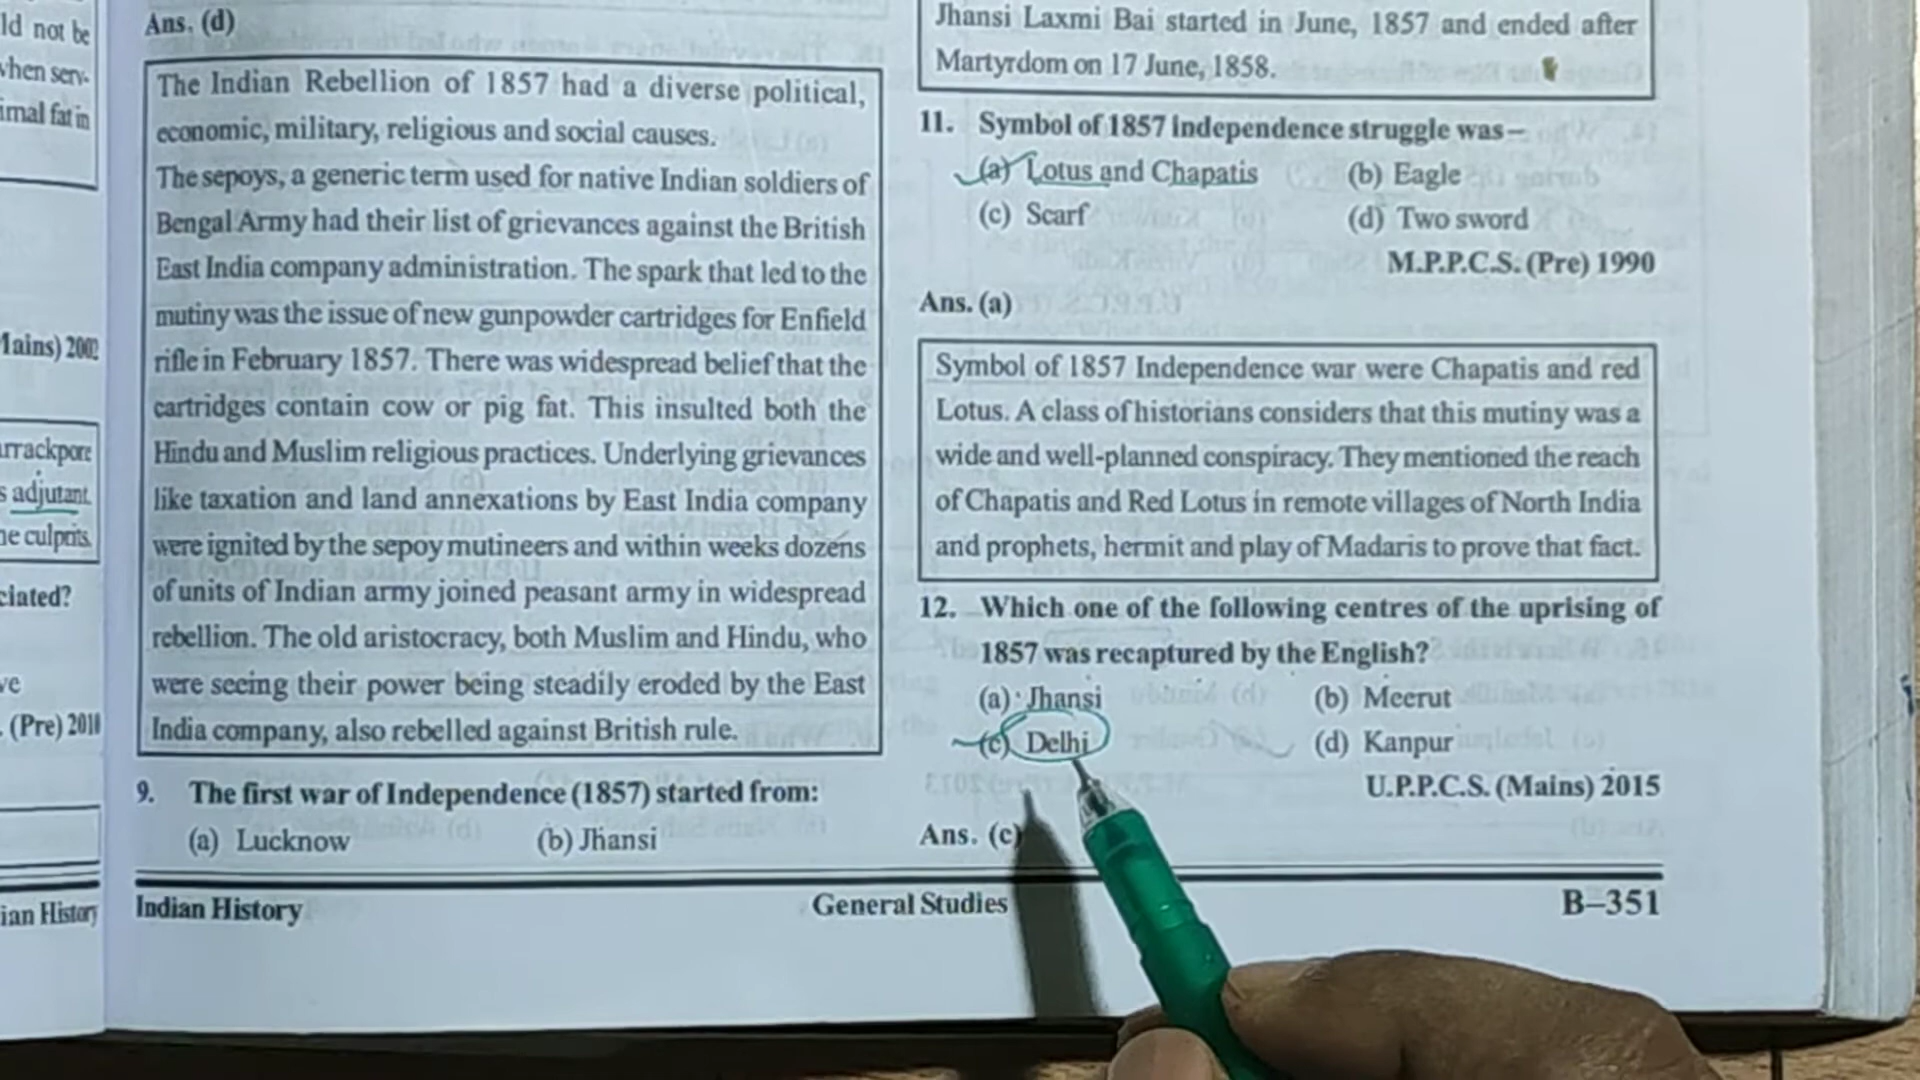 ld not be
when serv-
imal fat in
Mains) 2002
arrackpore
s adjutant.
he culprits.
ciated?
ve
. (Pre) 2010
ian History
Ans. (d)
The Indian Rebellion of 1857 had a diverse political,
economic, military, religious and social causes.
The sepoys, a generic term used for native Indian soldiers of
Bengal Army had their list of grievances against the British
East India company administration. The spark that led to the
mutiny was the issue of new gunpowder cartridges for Enfield
rifle in February 1857. There was widespread belief that the
cartridges contain cow or pig fat. This insulted both the
Hindu and Muslim religious practices. Underlying grievances
like taxation and land annexations by East India company
were ignited by the sepoy mutineers and within weeks dozens
of units of Indian army joined peasant army in widespread
rebellion. The old aristocracy, both Muslim and Hindu, who
were seeing their power being steadily eroded by the East
India company, also rebelled against British rule.
9. The first war of Independence (1857) started from:
(a) Lucknow (b) Jhansi
Jhansi Laxmi Bai started in June, 1857 and ended after
Martyrdom on 17 June, 1858.
11. Symbol of 1857 independence struggle was–
(a) Lotus and Chapatis (b) Eagle
(c) Scarf (d) Two sword
M.P.P.C.S. (Pre) 1990
Ans. (a)
Symbol of 1857 Independence war were Chapatis and red
Lotus. A class of historians considers that this mutiny was a
wide and well-planned conspiracy. They mentioned the reach
of Chapatis and Red Lotus in remote villages of North India
and prophets, hermit and play of Madaris to prove that fact.
12. Which one of the following centres of the uprising of
1857 was recaptured by the English?
(a) Jhansi (b) Meerut
(c) Delhi (d) Kanpur
U.P.P.C.S. (Mains) 2015
Ans. (c)
Indian History General Studies B–351